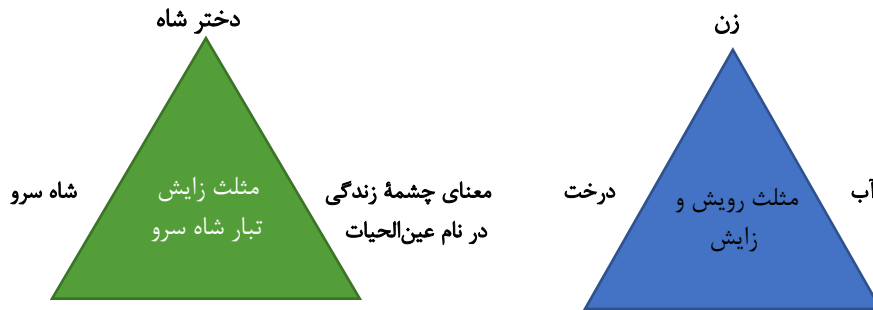 دختر شاه
زن
شاه سرو
مثلث زایش
تبار شاه سرو
معنای چشمهٔ زندگی
در نام عین‌الحیات
درخت
مثلث رویش و
زایش
آب